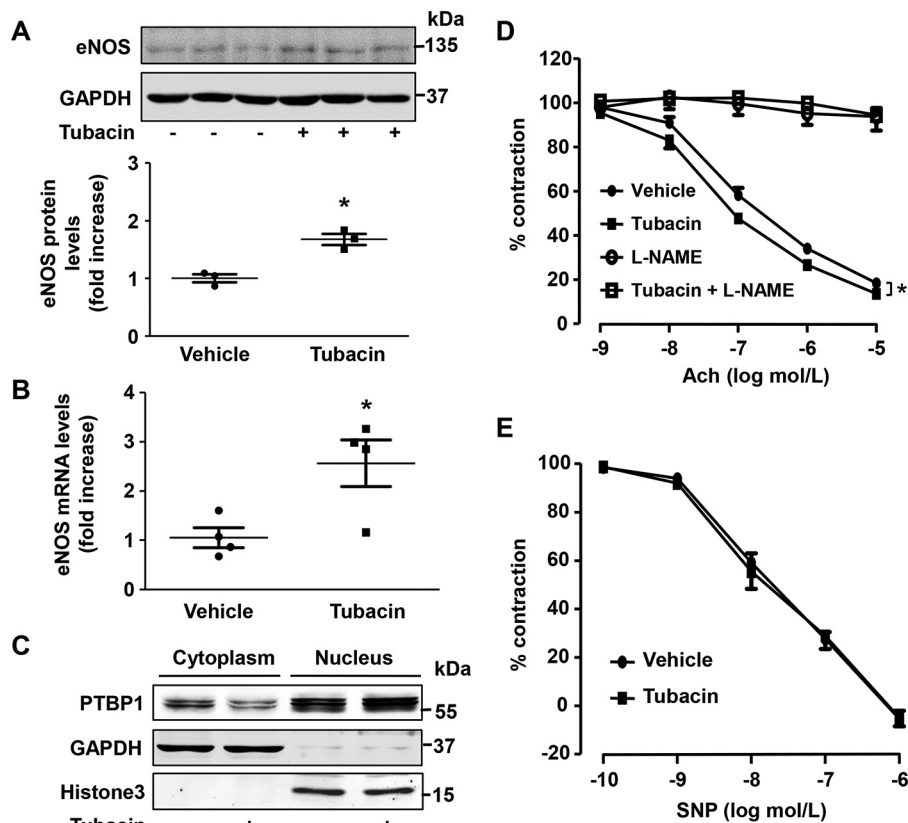 A
kDa
eNOS
135
GAPDH
37
Tubacin - - - + + +
eNOS protein
levels
(fold increase)
3
2
1
0
*
Vehicle Tubacin
B
eNOS mRNA levels
(fold increase)
4
3
2
1
0
*
Vehicle Tubacin
C
Cytoplasm Nucleus
kDa
PTBP1
55
GAPDH
37
Histone3
15
Tubacin
D
% contraction
120
100
80
60
40
20
0
Vehicle
Tubacin
L-NAME
Tubacin + L-NAME
*
-9 -8 -7 -6 -5
Ach (log mol/L)
E
% contraction
100
80
60
40
20
0
-20
Vehicle
Tubacin
-10 -9 -8 -7 -6
SNP (log mol/L)